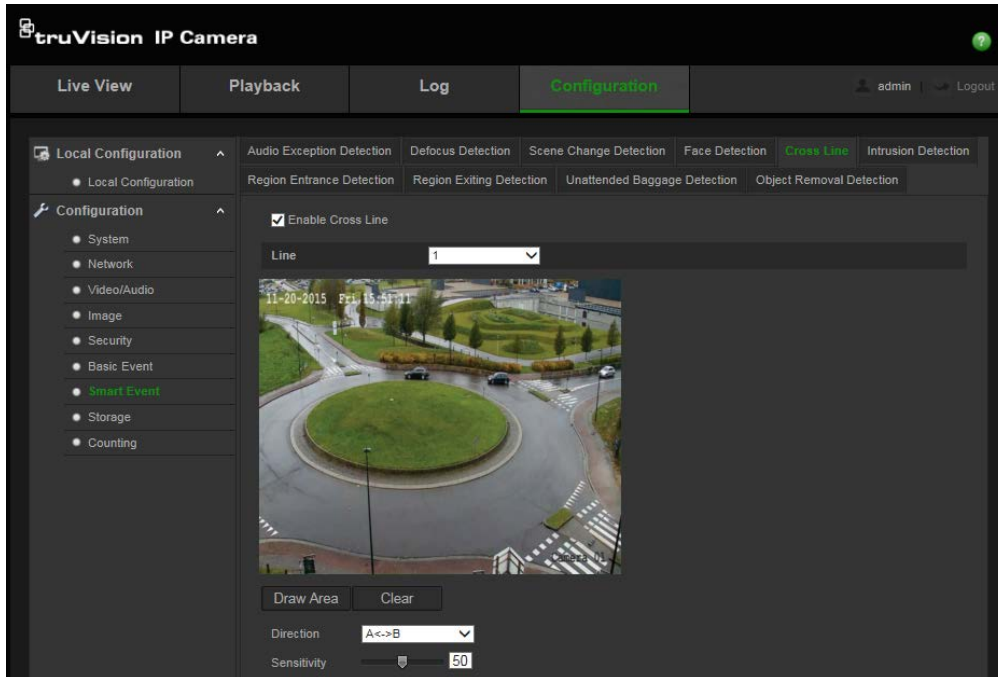 truVision IP Camera
?
Live View Playback Log Configuration admin | Logout
Local Configuration
Local Configuration
Configuration
System
Network
Video/Audio
Image
Security
Basic Event
Smart Event
Storage
Counting
Audio Exception Detection Defocus Detection Scene Change Detection Face Detection Cross Line Intrusion Detection
Region Entrance Detection Region Exiting Detection Unattended Baggage Detection Object Removal Detection
Enable Cross Line
Line 1
11-20-2015 Fri 15:51:11
Camera 01
Draw Area Clear
Direction A<->B
Sensitivity 50